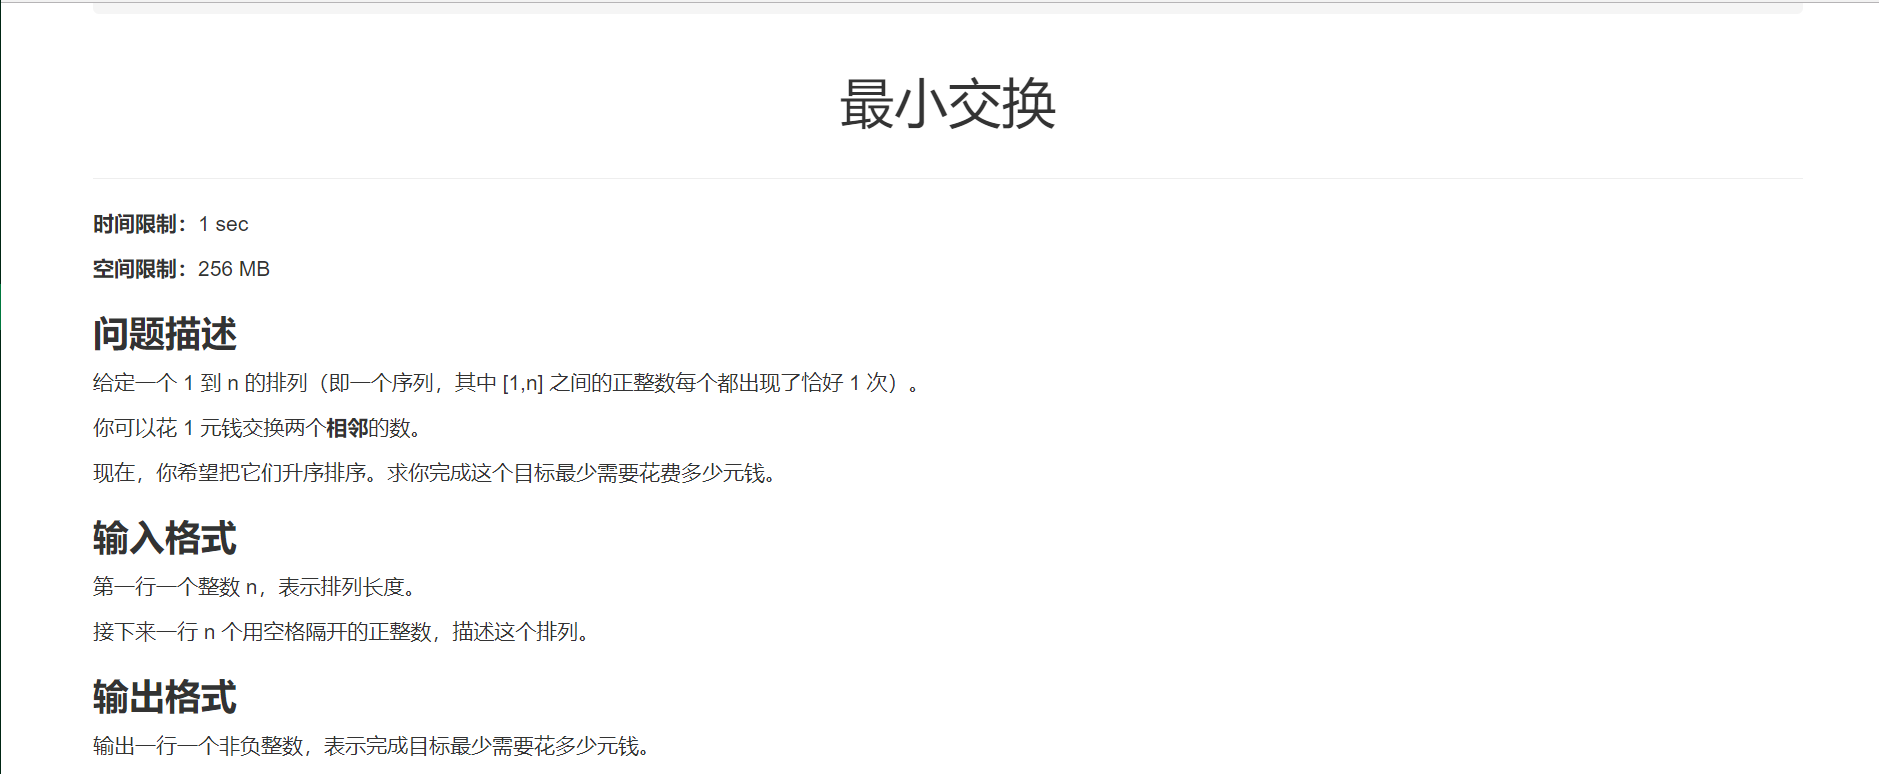 最小交换
时间限制：1 sec
空间限制：256 MB
问题描述
给定一个 1 到 n 的排列（即一个序列，其中 [1,n] 之间的正整数每个都出现了恰好 1 次）。
你可以花 1 元钱交换两个相邻的数。
现在，你希望把它们升序排序。求你完成这个目标最少需要花费多少元钱。
输入格式
第一行一个整数 n，表示排列长度。
接下来一行 n 个用空格隔开的正整数，描述这个排列。
输出格式
输出一行一个非负整数，表示完成目标最少需要花多少元钱。